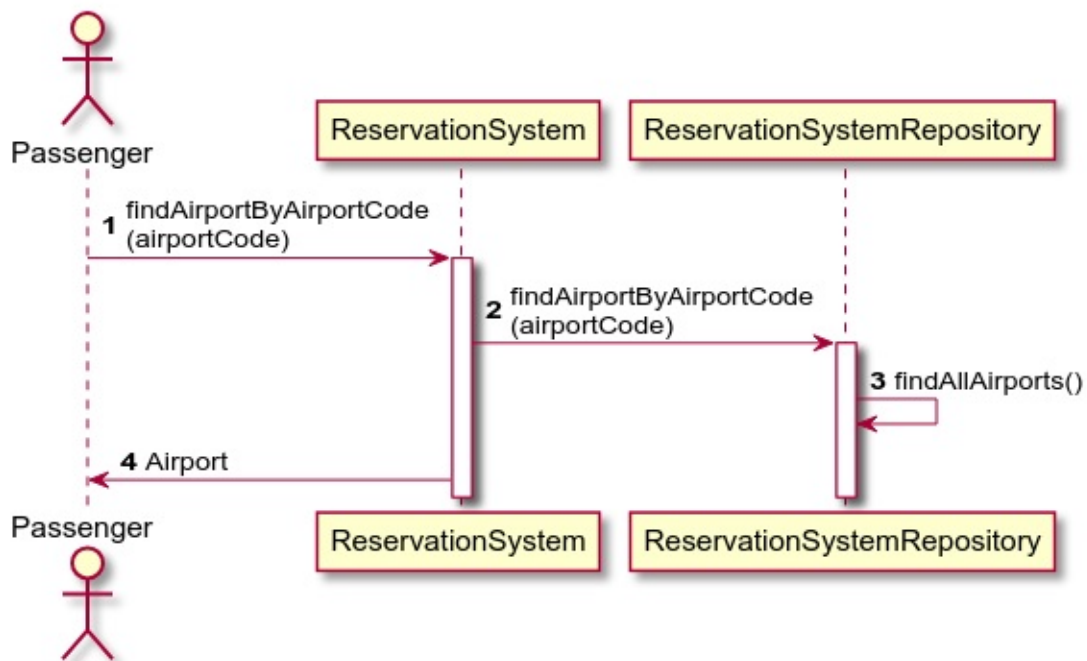 Passenger
ReservationSystem
ReservationSystemRepository
1 findAirportByAirportCode
(airportCode)
2 findAirportByAirportCode
(airportCode)
3 findAllAirports()
4 Airport
Passenger
ReservationSystem
ReservationSystemRepository